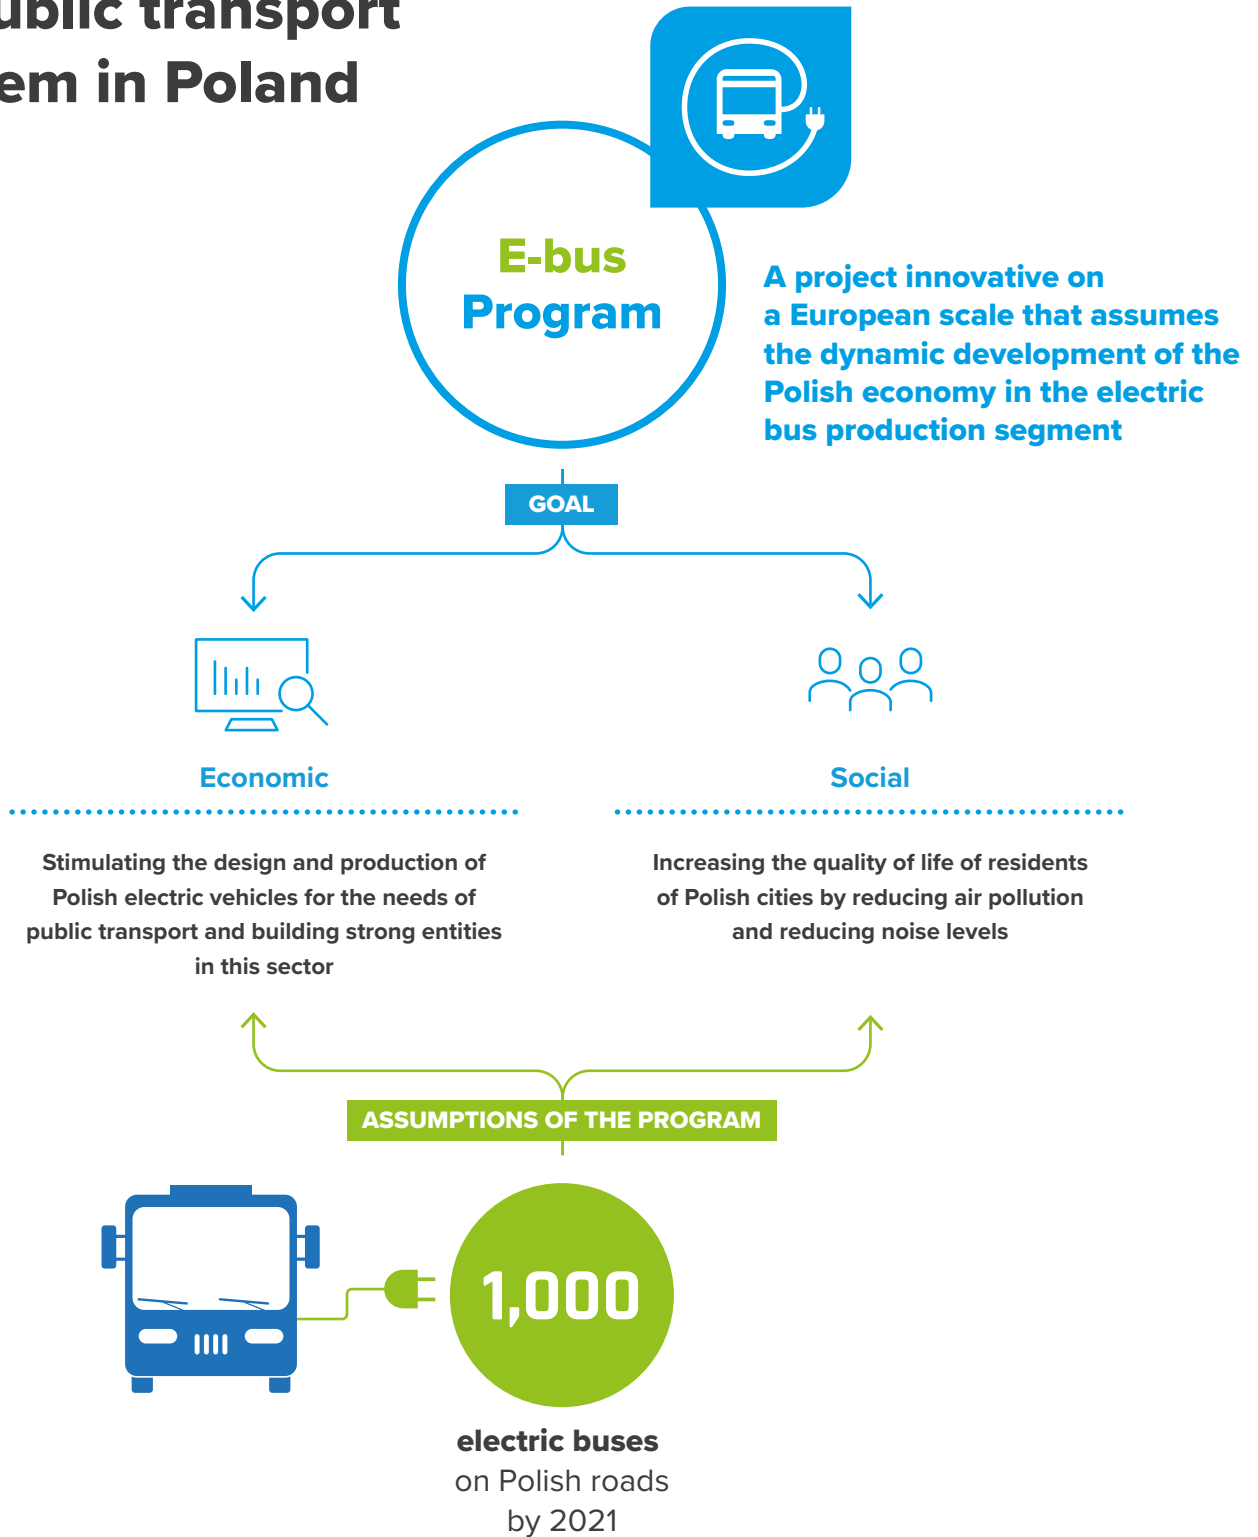 ublic transport
em in Poland
E-bus
Program
A project innovative on
a European scale that assumes
the dynamic development of the
Polish economy in the electric
bus production segment
GOAL
Economic
Stimulating the design and production of
Polish electric vehicles for the needs of
public transport and building strong entities
in this sector
Social
Increasing the quality of life of residents
of Polish cities by reducing air pollution
and reducing noise levels
ASSUMPTIONS OF THE PROGRAM
1,000
electric buses
on Polish roads
by 2021